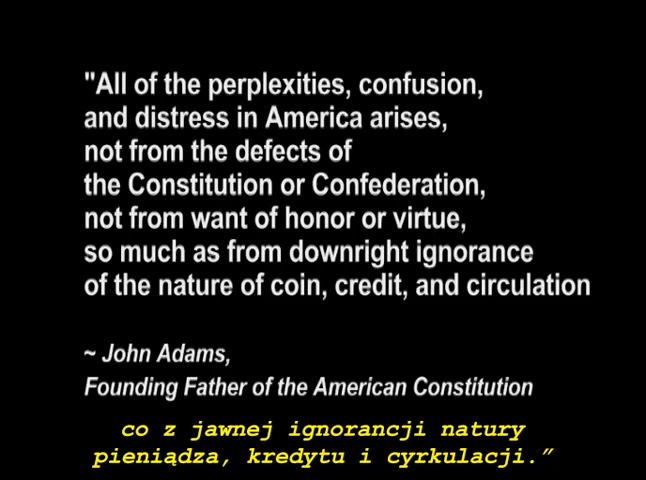 "All of the perplexities, confusion,
and distress in America arises,
not from the defects of
the Constitution or Confederation,
not from want of honor or virtue,
so much as from downright ignorance
of the nature of coin, credit, and circulation
~ John Adams,
Founding Father of the American Constitution
co z jawnej ignorancji natury
pieniądza, kredytu i cyrkulacji.”